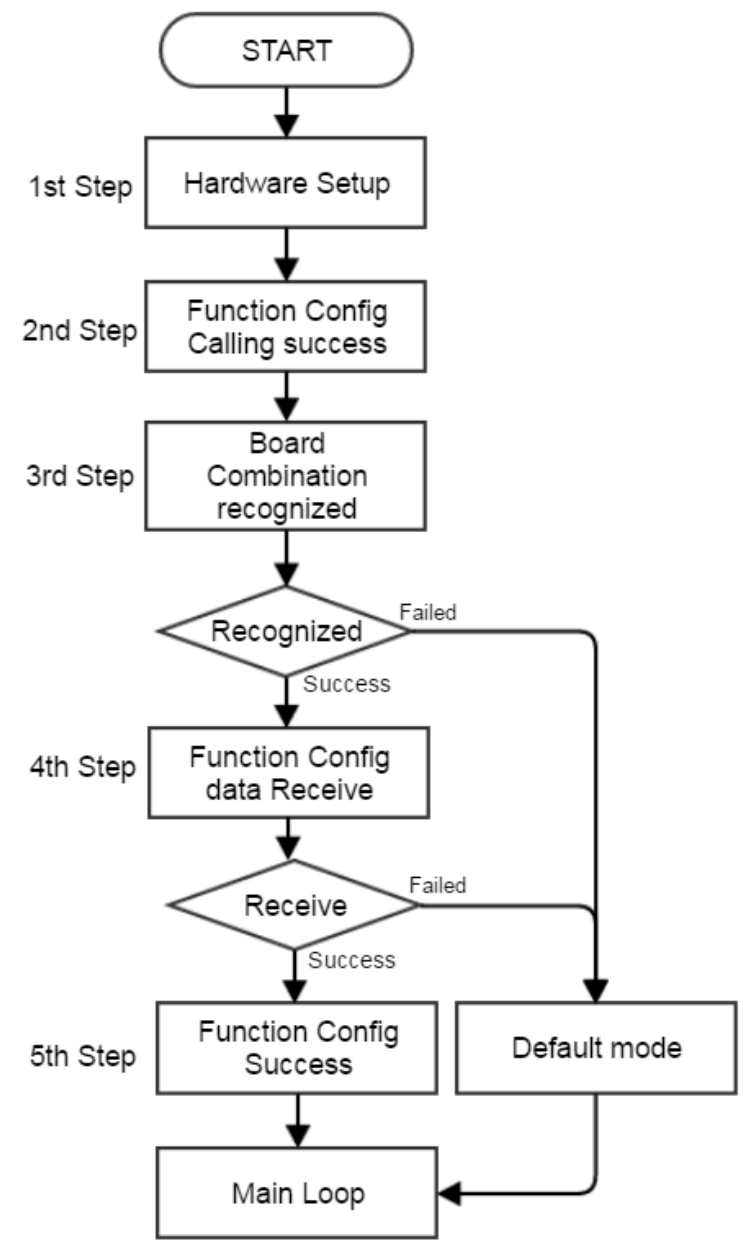 START
1st Step
Hardware Setup
2nd Step
Function Config
Calling success
3rd Step
Board
Combination
recognized
Recognized
Failed
Success
4th Step
Function Config
data Receive
Receive
Failed
Success
5th Step
Function Config
Success
Default mode
Main Loop